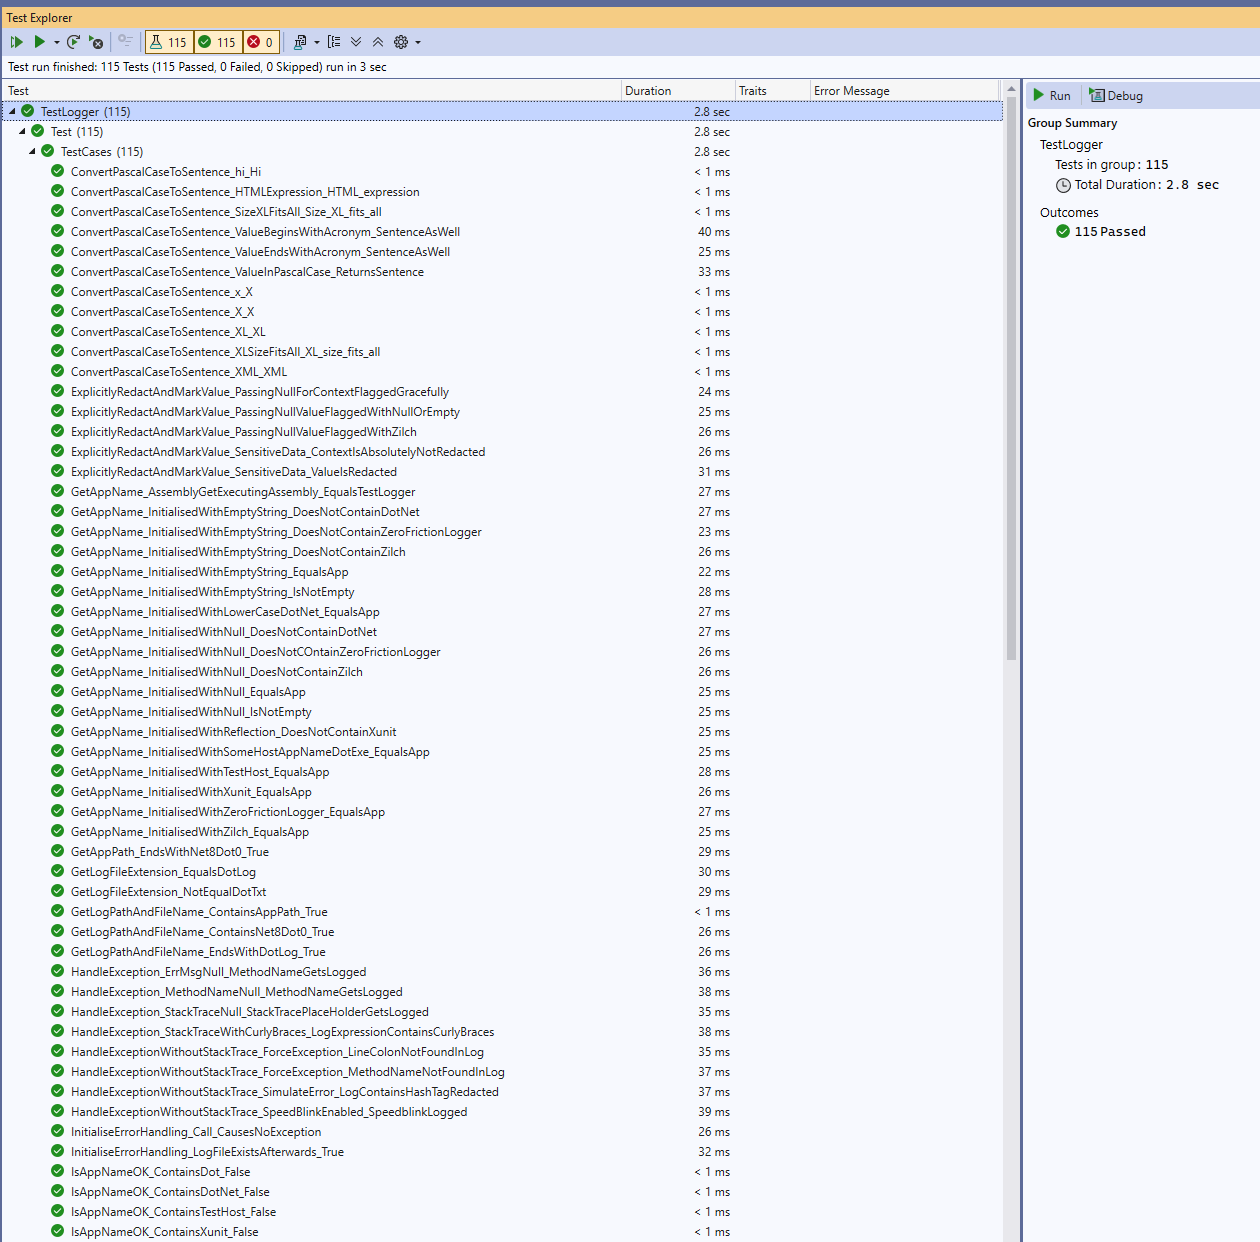 Test Explorer
115 115 0
Test run finished: 115 Tests (115 Passed, 0 Failed, 0 Skipped) run in 3 sec
Test Duration Traits Error Message
TestLogger (115) 2.8 sec
Test (115) 2.8 sec
TestCases (115) 2.8 sec
ConvertPascalCaseToSentence_hi_Hi < 1 ms
ConvertPascalCaseToSentence_HTMLExpression_HTML_expression < 1 ms
ConvertPascalCaseToSentence_SizeXLFitsAll_Size_XL_fits_all < 1 ms
ConvertPascalCaseToSentence_ValueBeginsWithAcronym_SentenceAsWell 40 ms
ConvertPascalCaseToSentence_ValueEndsWithAcronym_SentenceAsWell 25 ms
ConvertPascalCaseToSentence_ValueInPascalCase_ReturnsSentence 33 ms
ConvertPascalCaseToSentence_x_X < 1 ms
ConvertPascalCaseToSentence_X_X < 1 ms
ConvertPascalCaseToSentence_XL_XL < 1 ms
ConvertPascalCaseToSentence_XLSizeFitsAll_XL_size_fits_all < 1 ms
ConvertPascalCaseToSentence_XML_XML < 1 ms
ExplicitlyRedactAndMarkValue_PassingNullForContextFlaggedGracefully 24 ms
ExplicitlyRedactAndMarkValue_PassingNullValueFlaggedWithNullOrEmpty 25 ms
ExplicitlyRedactAndMarkValue_PassingNullValueFlaggedWithZilch 26 ms
ExplicitlyRedactAndMarkValue_SensitiveData_ContextIsAbsolutelyNotRedacted 26 ms
ExplicitlyRedactAndMarkValue_SensitiveData_ValueIsRedacted 31 ms
GetAppName_AssemblyGetExecutingAssembly_EqualsTestLogger 27 ms
GetAppName_InitialisedWithEmptyString_DoesNotContainDotNet 27 ms
GetAppName_InitialisedWithEmptyString_DoesNotContainZeroFrictionLogger 23 ms
GetAppName_InitialisedWithEmptyString_DoesNotContainZilch 26 ms
GetAppName_InitialisedWithEmptyString_EqualsApp 22 ms
GetAppName_InitialisedWithEmptyString_IsNotEmpty 28 ms
GetAppName_InitialisedWithLowerCaseDotNet_EqualsApp 27 ms
GetAppName_InitialisedWithNull_DoesNotContainDotNet 27 ms
GetAppName_InitialisedWithNull_DoesNotCOntainZeroFrictionLogger 26 ms
GetAppName_InitialisedWithNull_DoesNotContainZilch 26 ms
GetAppName_InitialisedWithNull_EqualsApp 25 ms
GetAppName_InitialisedWithNull_IsNotEmpty 25 ms
GetAppName_InitialisedWithReflection_DoesNotContainXunit 25 ms
GetAppName_InitialisedWithSomeHostAppNameDotExe_EqualsApp 25 ms
GetAppName_InitialisedWithTestHost_EqualsApp 28 ms
GetAppName_InitialisedWithXunit_EqualsApp 26 ms
GetAppName_InitialisedWithZeroFrictionLogger_EqualsApp 27 ms
GetAppName_InitialisedWithZilch_EqualsApp 25 ms
GetAppPath_EndsWithNet8Dot0_True 29 ms
GetLogFileExtension_EqualsDotLog 30 ms
GetLogFileExtension_NotEqualDotTxt 29 ms
GetLogPathAndFileName_ContainsAppPath_True < 1 ms
GetLogPathAndFileName_ContainsNet8Dot0_True 26 ms
GetLogPathAndFileName_EndsWithDotLog_True 26 ms
HandleException_ErrMsgNull_MethodNameGetsLogged 36 ms
HandleException_MethodNameNull_MethodNameGetsLogged 38 ms
HandleException_StackTraceNull_StackTracePlaceHolderGetsLogged 35 ms
HandleException_StackTraceWithCurlyBraces_LogExpressionContainsCurlyBraces 38 ms
HandleExceptionWithoutStackTrace_ForceException_LineColonNotFoundInLog 35 ms
HandleExceptionWithoutStackTrace_ForceException_MethodNameNotFoundInLog 37 ms
HandleExceptionWithoutStackTrace_SimulateError_LogContainsHashTagRedacted 37 ms
HandleExceptionWithoutStackTrace_SpeedBlinkEnabled_SpeedblinkLogged 39 ms
InitialiseErrorHandling_Call_CausesNoException 26 ms
InitialiseErrorHandling_LogFileExistsAfterwards_True 32 ms
IsAppNameOK_ContainsDot_False < 1 ms
IsAppNameOK_ContainsDotNet_False < 1 ms
IsAppNameOK_ContainsTestHost_False < 1 ms
IsAppNameOK_ContainsXunit_False < 1 ms
Run Debug
Group Summary
TestLogger
Tests in group: 115
Total Duration: 2.8 sec
Outcomes
115 Passed